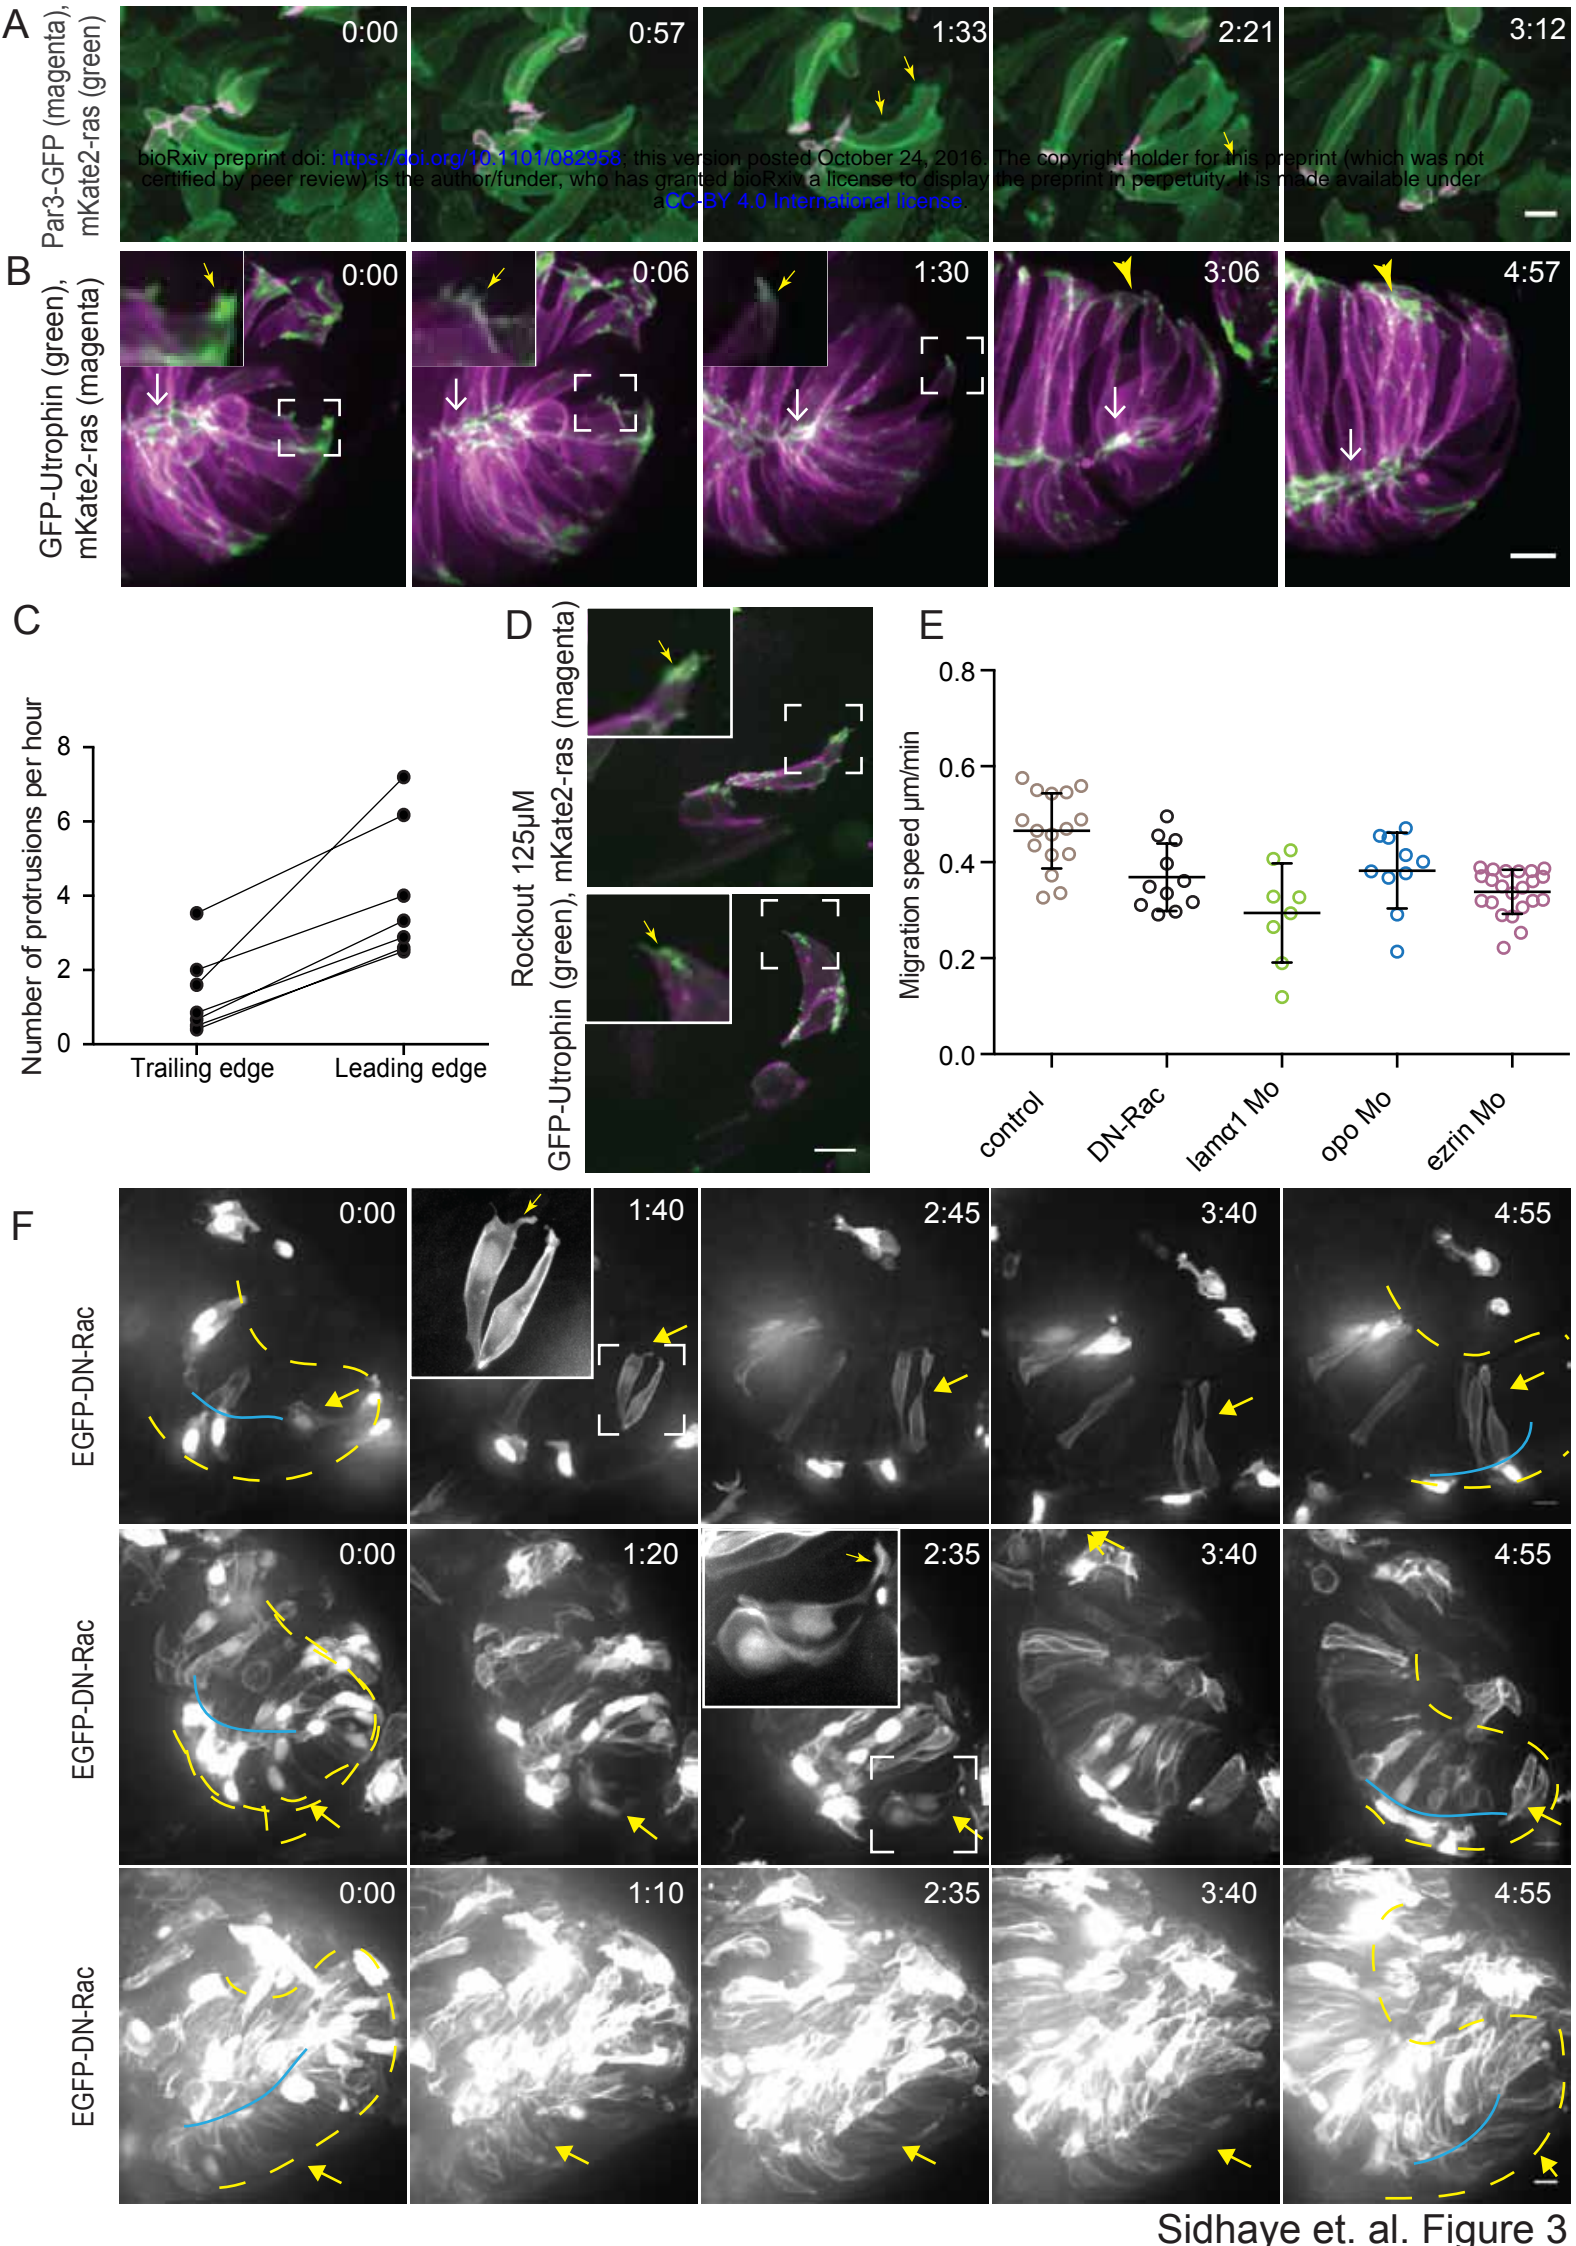 A
Par3-GFP (magenta),
mKate2-ras (green)
0:00
0:57
1:33
2:21
3:12
bioRxiv preprint doi: https://doi.org/10.1101/082958; this version posted October 24, 2016. The copyright holder for this preprint (which was not
certified by peer review) is the author/funder, who has granted bioRxiv a license to display the preprint in perpetuity. It is made available under
aCC-BY 4.0 International license.
B
GFP-Utrophin (green),
mKate2-ras (magenta)
0:00
0:06
1:30
3:06
4:57
C
Number of protrusions per hour
8
6
4
2
0
Trailing edge
Leading edge
D
Rockout 125µM
GFP-Utrophin (green), mKate2-ras (magenta)
E
Migration speed µm/min
0.8
0.6
0.4
0.2
0.0
control
DN-Rac
lamα1 Mo
opo Mo
ezrin Mo
F
EGFP-DN-Rac
0:00
1:40
2:45
3:40
4:55
EGFP-DN-Rac
0:00
1:20
2:35
3:40
4:55
EGFP-DN-Rac
0:00
1:10
2:35
3:40
4:55
Sidhaye et. al. Figure 3